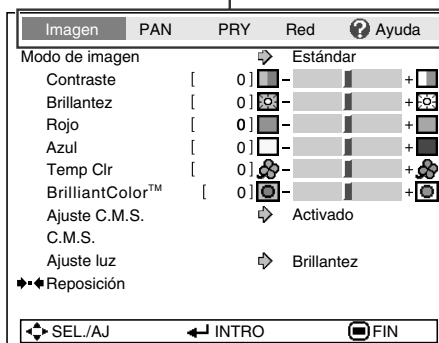 Imagen PAN PRY Red ? Ayuda
Modo de imagen Estándar
Contraste [ 0 ] - +
Brillantez [ 0 ] - +
Rojo [ 0 ] - +
Azul [ 0 ] - +
Temp Clr [ 0 ] - +
BrilliantColor™ [ 0 ] - +
Ajuste C.M.S. Activado
C.M.S.
Ajuste luz Brillantez
Reposición
SEL./AJ INTRO FIN